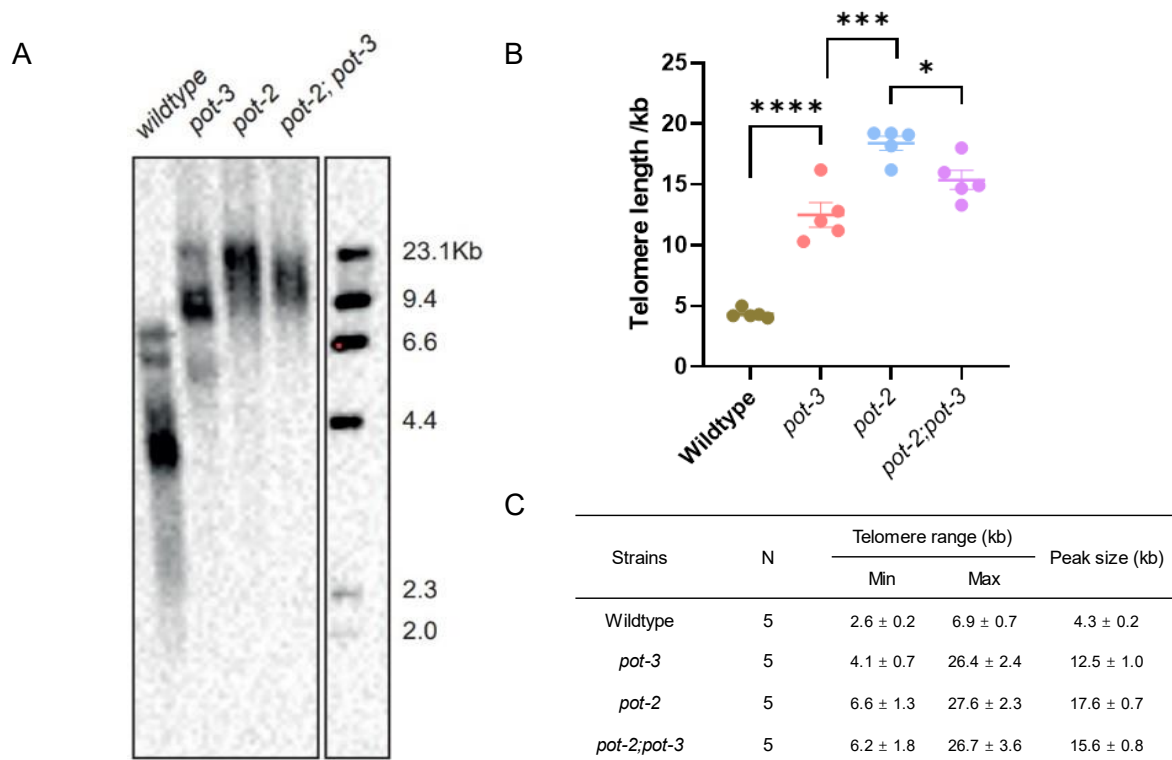 A
wildtype
pot-3
pot-2
pot-2; pot-3
23.1Kb
9.4
6.6
4.4
2.3
2.0
B
Telomere length /kb
25
20
15
10
5
0
****
***
*
Wildtype
pot-3
pot-2
pot-2;pot-3
C
Strains N Telomere range (kb) Peak size (kb)
Min Max
Wildtype 5 2.6 ± 0.2 6.9 ± 0.7 4.3 ± 0.2
pot-3 5 4.1 ± 0.7 26.4 ± 2.4 12.5 ± 1.0
pot-2 5 6.6 ± 1.3 27.6 ± 2.3 17.6 ± 0.7
pot-2;pot-3 5 6.2 ± 1.8 26.7 ± 3.6 15.6 ± 0.8